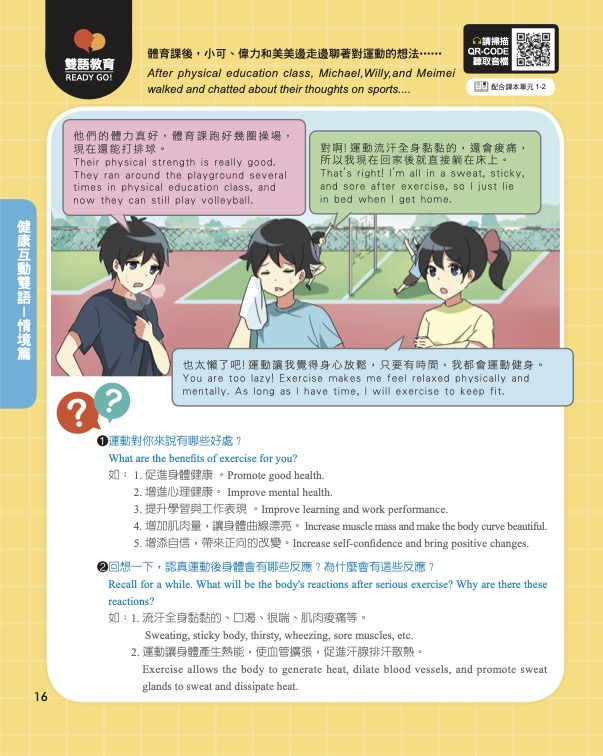 雙語教育
READY GO!
體育課後，小可、偉力和美美邊走邊聊著對運動的想法……
After physical education class, Michael,Willy,and Meimei
walked and chatted about their thoughts on sports....
請掃描
QR-CODE
聽取音檔
配合課本單元 1-2
他們的體力真好，體育課跑好幾圈操場，
現在還能打排球。
Their physical strength is really good.
They ran around the playground several
times in physical education class, and
now they can still play volleyball.
對啊! 運動流汗全身黏黏的，還會痠痛，
所以我現在回家後就直接躺在床上。
That's right! I'm all in a sweat, sticky,
and sore after exercise, so I just lie
in bed when I get home.
健康互動雙語－情境篇
也太懶了吧! 運動讓我覺得身心放鬆，只要有時間，我都會運動健身。
You are too lazy! Exercise makes me feel relaxed physically and
mentally. As long as I have time, I will exercise to keep fit.
? ?
❶運動對你來說有哪些好處？
What are the benefits of exercise for you?
如：1. 促進身體健康 。Promote good health.
2. 增進心理健康。 Improve mental health.
3. 提升學習與工作表現 。Improve learning and work performance.
4. 增加肌肉量，讓身體曲線漂亮。 Increase muscle mass and make the body curve beautiful.
5. 增添自信，帶來正向的改變。Increase self-confidence and bring positive changes.
❷回想一下，認真運動後身體會有哪些反應？為什麼會有這些反應？
Recall for a while. What will be the body's reactions after serious exercise? Why are there these
reactions?
如：1. 流汗全身黏黏的、口渴、很喘、肌肉痠痛等。
Sweating, sticky body, thirsty, wheezing, sore muscles, etc.
2. 運動讓身體產生熱能，使血管擴張，促進汗腺排汗散熱。
Exercise allows the body to generate heat, dilate blood vessels, and promote sweat
glands to sweat and dissipate heat.
16